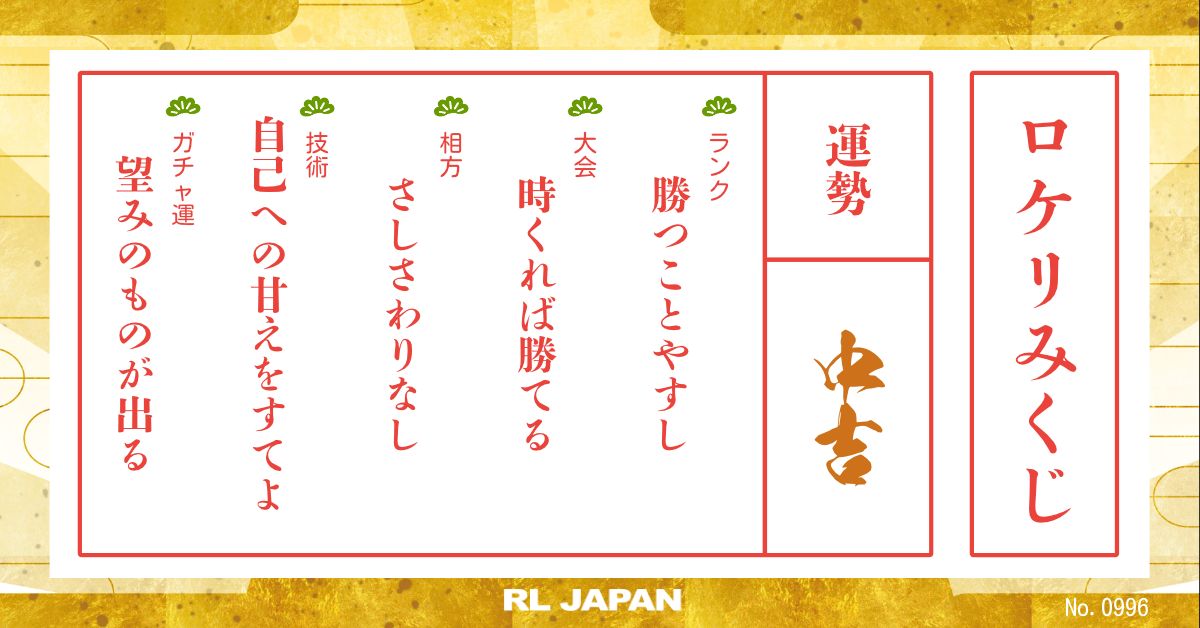 ロケリみくじ
運勢
中吉
ランク
勝つことやすし
大会
時くれば勝てる
相方
さしさわりなし
技術
自己への甘えをすてよ
ガチャ運
望みのものが出る
RL JAPAN
No. 0996